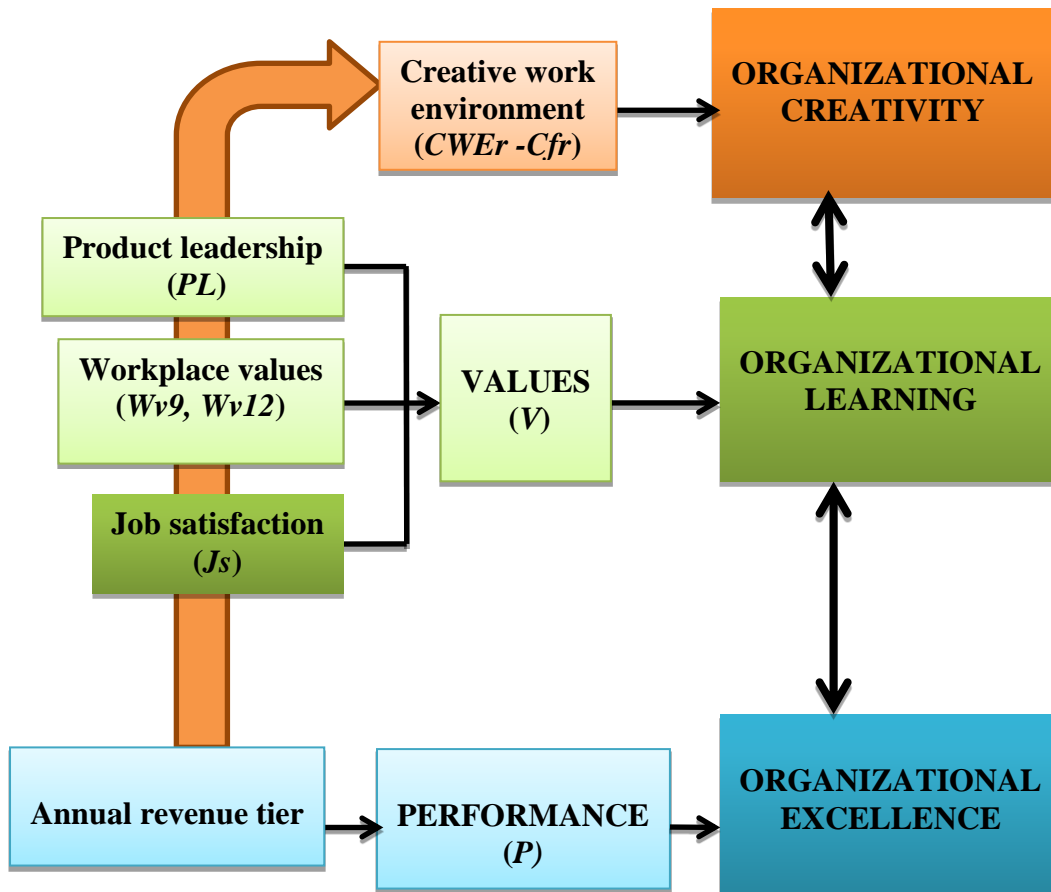 Creative work
environment
(CWEr -Cfr)
ORGANIZATIONAL
CREATIVITY
Product leadership
(PL)
Workplace values
(Wv9, Wv12)
VALUES
(V)
ORGANIZATIONAL
LEARNING
Job satisfaction
(Js)
Annual revenue tier
PERFORMANCE
(P)
ORGANIZATIONAL
EXCELLENCE